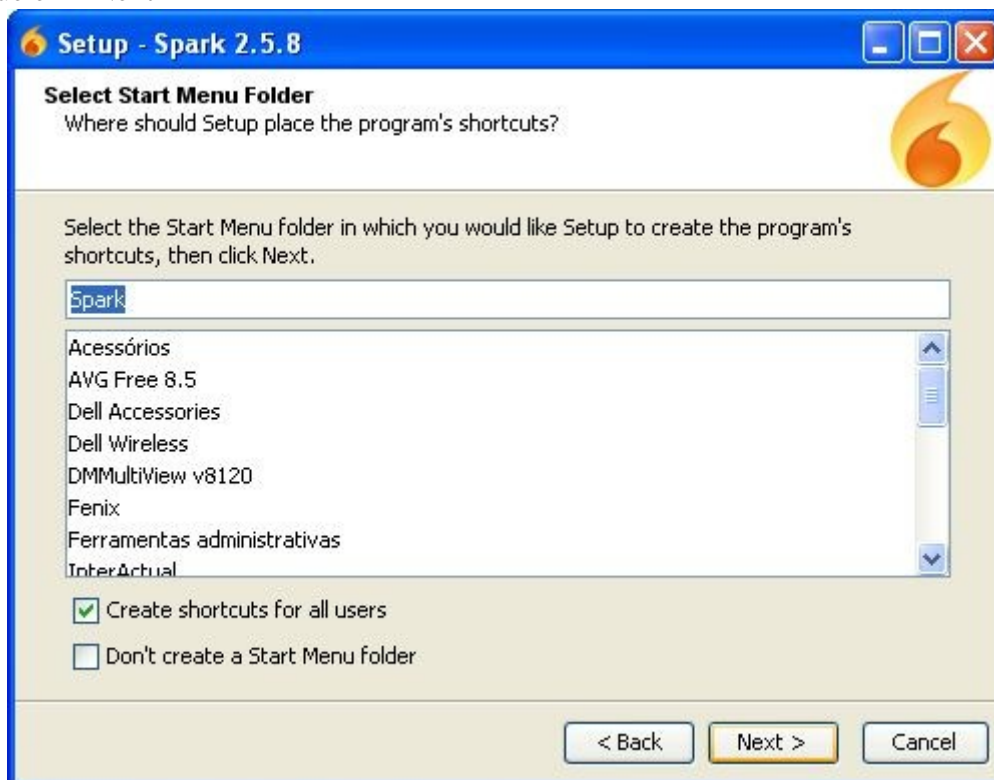 Setup - Spark 2.5.8
Select Start Menu Folder
Where should Setup place the program's shortcuts?
Select the Start Menu folder in which you would like Setup to create the program's
shortcuts, then click Next.
Spark
Acessórios
AVG Free 8.5
Dell Accessories
Dell Wireless
DMMultiView v8120
Fenix
Ferramentas administrativas
InterActual
Create shortcuts for all users
Don't create a Start Menu folder
< Back
Next >
Cancel